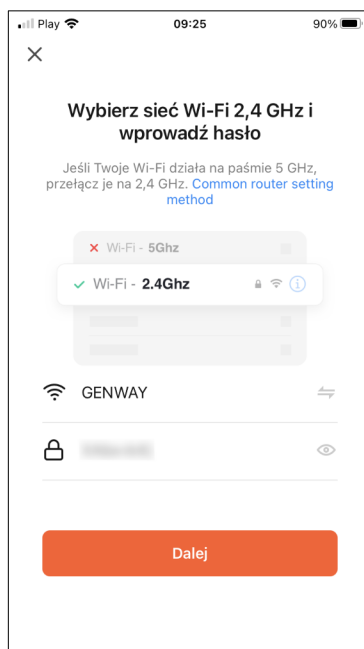 Play 09:25 90%
Wybierz sieć Wi-Fi 2,4 GHz i
wprowadź hasło
Jeśli Twoje Wi-Fi działa na paśmie 5 GHz,
przełącz je na 2,4 GHz. Common router setting
method
Wi-Fi - 5Ghz
Wi-Fi - 2.4Ghz
GENWAY
Dalej